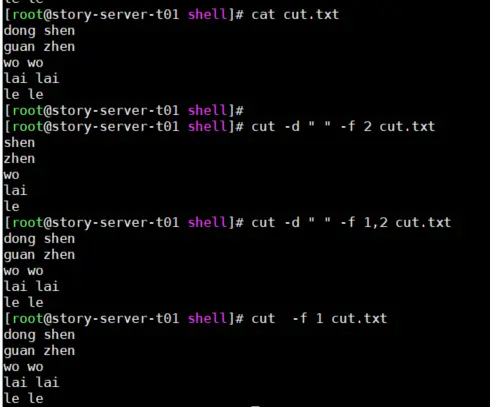 le le
[root@story-server-t01 shell]# cat cut.txt
dong shen
guan zhen
wo wo
lai lai
le le
[root@story-server-t01 shell]#
[root@story-server-t01 shell]# cut -d " " -f 2 cut.txt
shen
zhen
wo
lai
le
[root@story-server-t01 shell]# cut -d " " -f 1,2 cut.txt
dong shen
guan zhen
wo wo
lai lai
le le
[root@story-server-t01 shell]# cut  -f 1 cut.txt
dong shen
guan zhen
wo wo
lai lai
le le